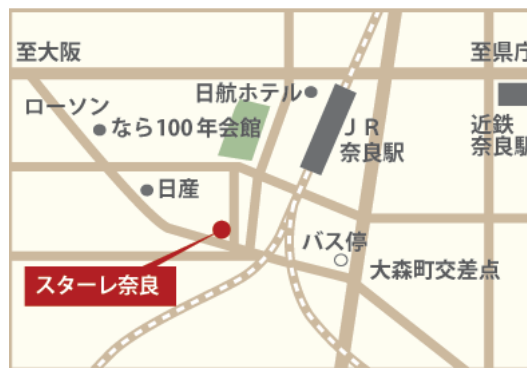 至大阪
至県庁
ローソン
日航ホテル
なら100年会館
ＪＲ
奈良駅
近鉄
奈良駅
日産
バス停
大森町交差点
スターレ奈良